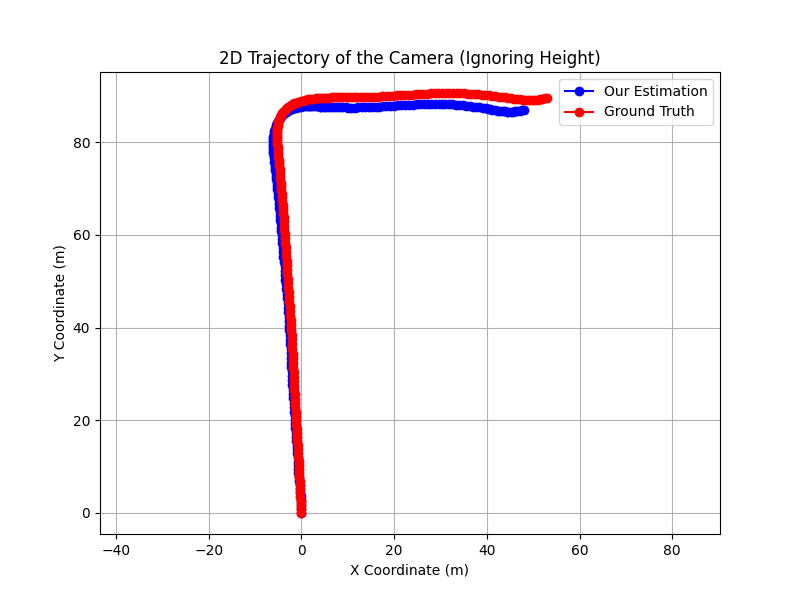 2D Trajectory of the Camera (Ignoring Height)
Our Estimation
Ground Truth
80
60
40
20
0
Y Coordinate (m)
−40 −20 0 20 40 60 80
X Coordinate (m)